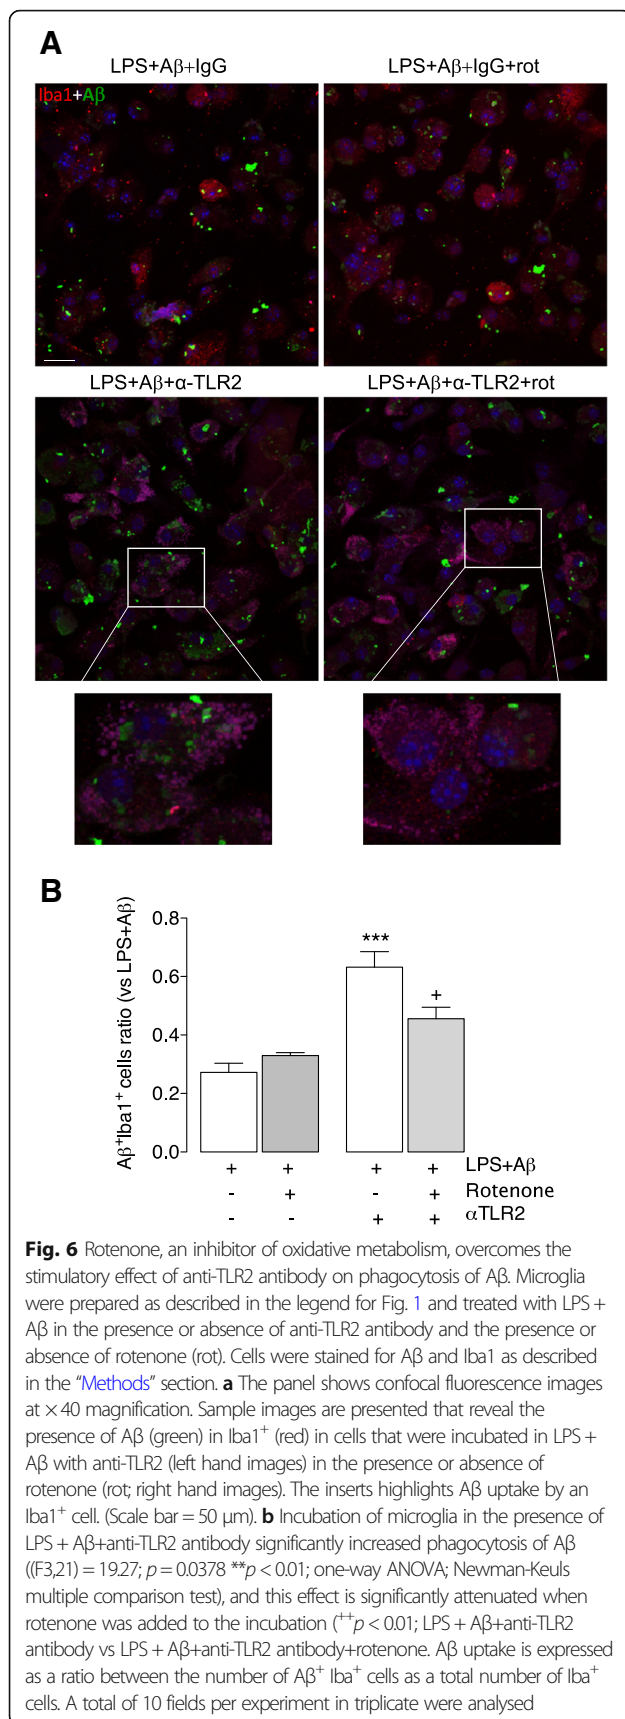 A
LPS+Aβ+IgG
LPS+Aβ+IgG+rot
Iba1+Aβ
LPS+Aβ+α-TLR2
LPS+Aβ+α-TLR2+rot
B
Aβ⁺Iba1⁺ cells ratio (vs LPS+Aβ)
0.8
0.6
0.4
0.2
0.0
***
+
+ + + + LPS+Aβ
- + - + Rotenone
- - + + αTLR2
Fig. 6 Rotenone, an inhibitor of oxidative metabolism, overcomes the
stimulatory effect of anti-TLR2 antibody on phagocytosis of Aβ. Microglia
were prepared as described in the legend for Fig. 1 and treated with LPS +
Aβ in the presence or absence of anti-TLR2 antibody and the presence or
absence of rotenone (rot). Cells were stained for Aβ and Iba1 as described
in the “Methods” section. a The panel shows confocal fluorescence images
at × 40 magnification. Sample images are presented that reveal the
presence of Aβ (green) in Iba1⁺ (red) in cells that were incubated in LPS +
Aβ with anti-TLR2 (left hand images) in the presence or absence of
rotenone (rot; right hand images). The inserts highlights Aβ uptake by an
Iba1⁺ cell. (Scale bar = 50 μm). b Incubation of microglia in the presence of
LPS + Aβ+anti-TLR2 antibody significantly increased phagocytosis of Aβ
((F3,21) = 19.27; p = 0.0378 **p < 0.01; one-way ANOVA; Newman-Keuls
multiple comparison test), and this effect is significantly attenuated when
rotenone was added to the incubation (⁺⁺p < 0.01; LPS + Aβ+anti-TLR2
antibody vs LPS + Aβ+anti-TLR2 antibody+rotenone. Aβ uptake is expressed
as a ratio between the number of Aβ⁺ Iba⁺ cells as a total number of Iba⁺
cells. A total of 10 fields per experiment in triplicate were analysed